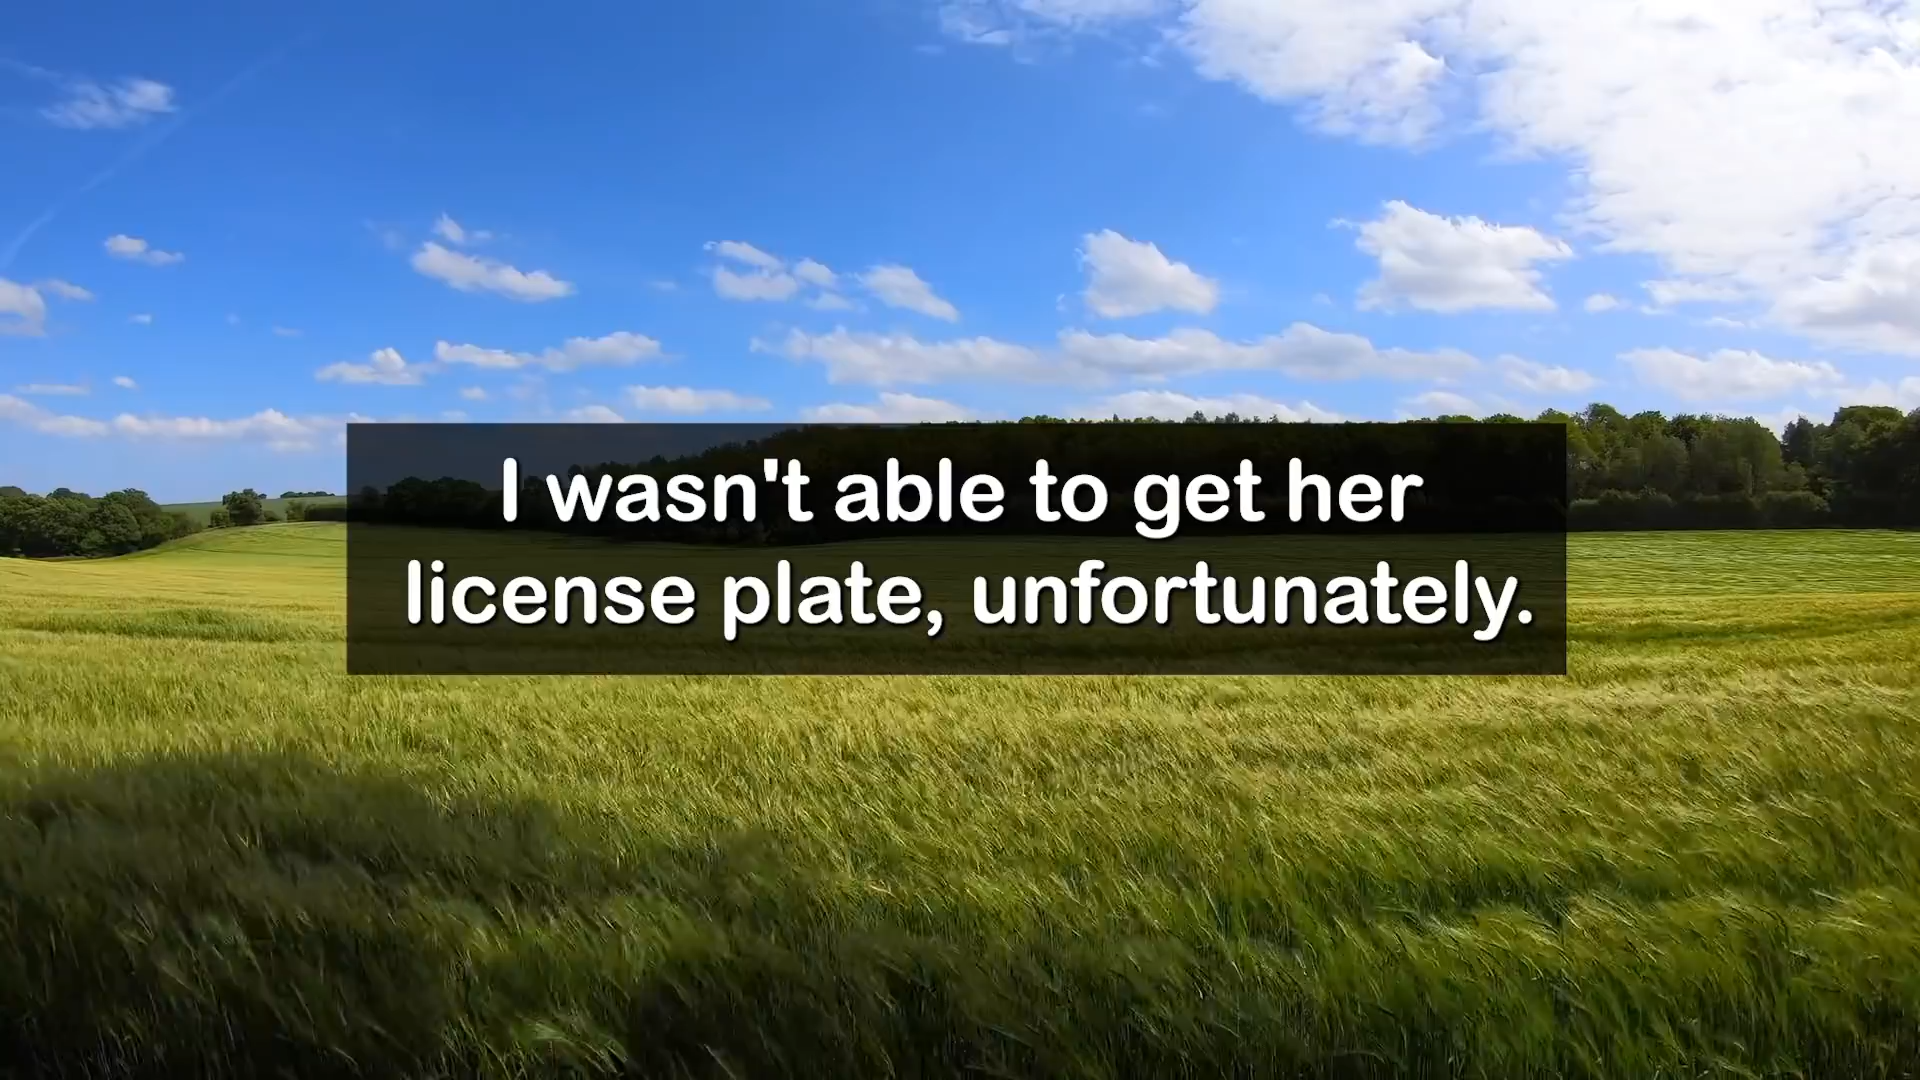 I wasn't able to get her
license plate, unfortunately.